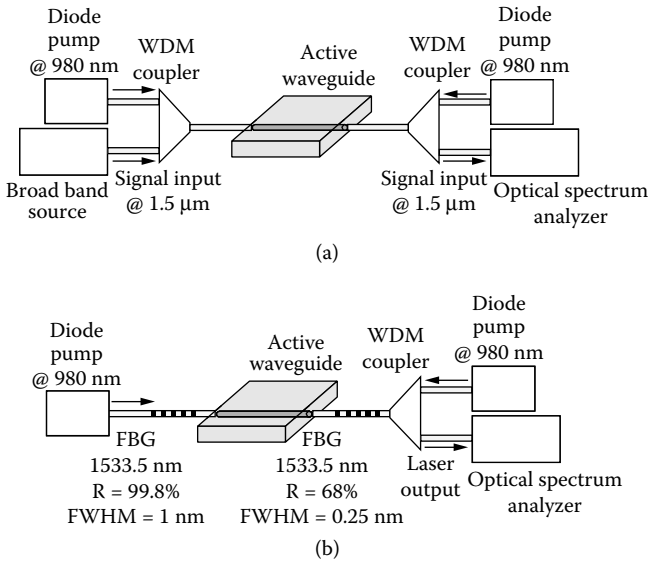 Diode
pump
@ 980 nm
WDM
coupler
Active
waveguide
WDM
coupler
Diode
pump
@ 980 nm
Broad band
source
Signal input
@ 1.5 μm
Signal input
@ 1.5 μm
Optical spectrum
analyzer
(a)
Diode
pump
@ 980 nm
Active
waveguide
WDM
coupler
Diode
pump
@ 980 nm
FBG
1533.5 nm
R = 99.8%
FWHM = 1 nm
FBG
1533.5 nm
R = 68%
FWHM = 0.25 nm
Laser
output
Optical spectrum
analyzer
(b)